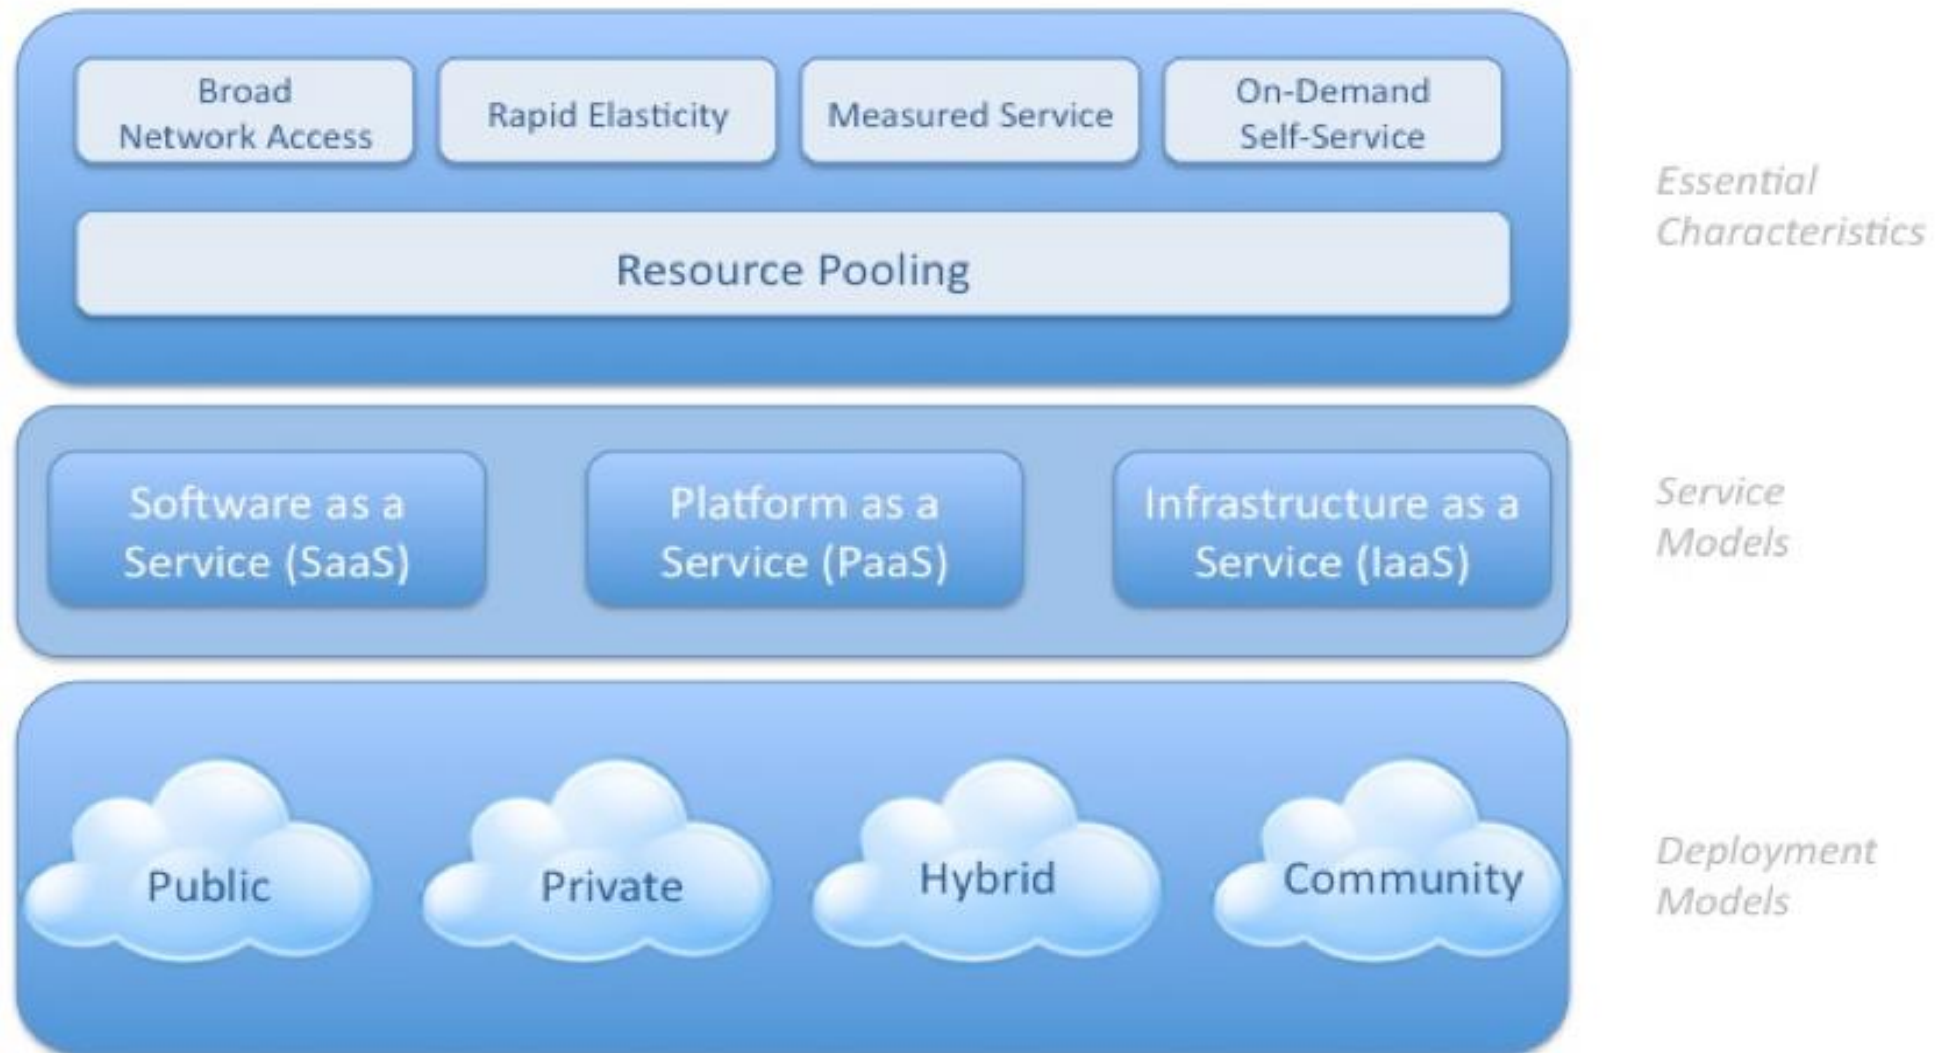 Broad
Network Access
Rapid Elasticity
Measured Service
On-Demand
Self-Service
Resource Pooling
Essential
Characteristics
Software as a
Service (SaaS)
Platform as a
Service (PaaS)
Infrastructure as a
Service (IaaS)
Service
Models
Public
Private
Hybrid
Community
Deployment
Models